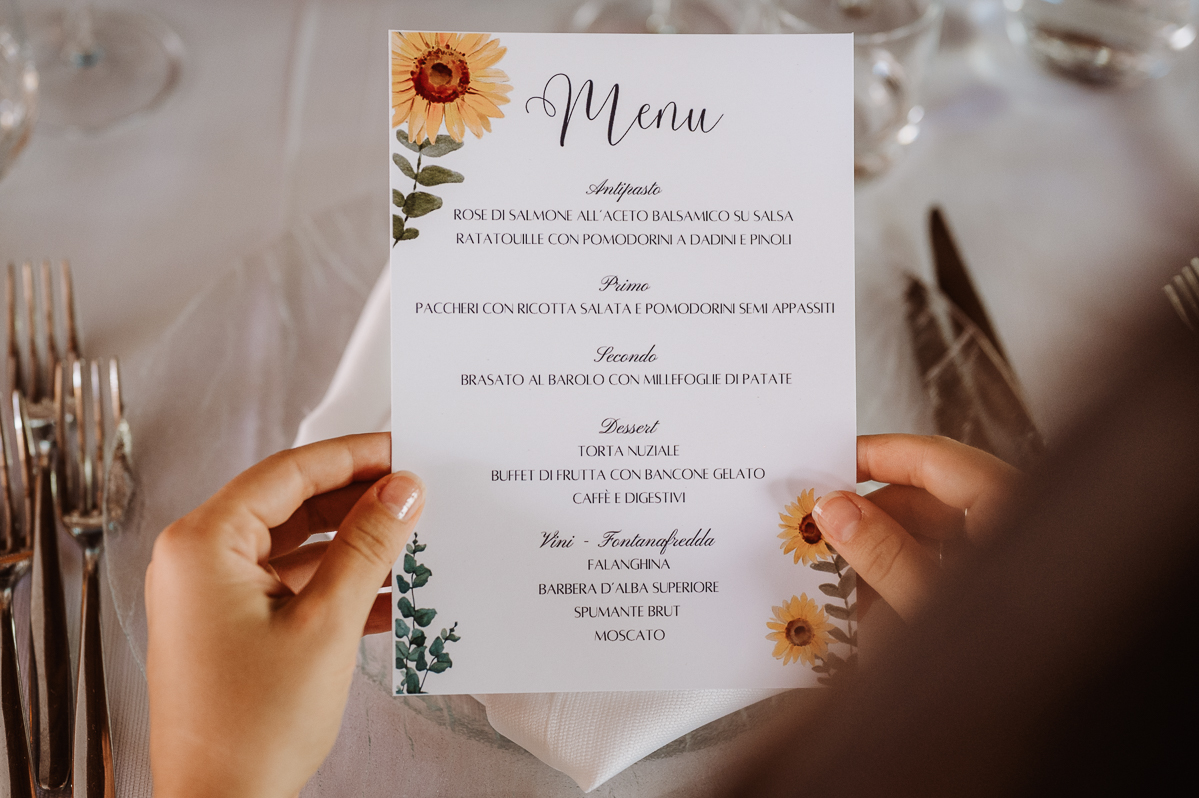 Menu
Antipasto
ROSE DI SALMONE ALL'ACETO BALSAMICO SU SALSA
RATATOUILLE CON POMODORINI A DADINI E PINOLI
Primo
PACCHERI CON RICOTTA SALATA E POMODORINI SEMI APPASSITI
Secondo
BRASATO AL BAROLO CON MILLEFOGLIE DI PATATE
Dessert
TORTA NUZIALE
BUFFET DI FRUTTA CON BANCONE GELATO
CAFFÈ E DIGESTIVI
Vini - Fontanafredda
FALANGHINA
BARBERA D'ALBA SUPERIORE
SPUMANTE BRUT
MOSCATO